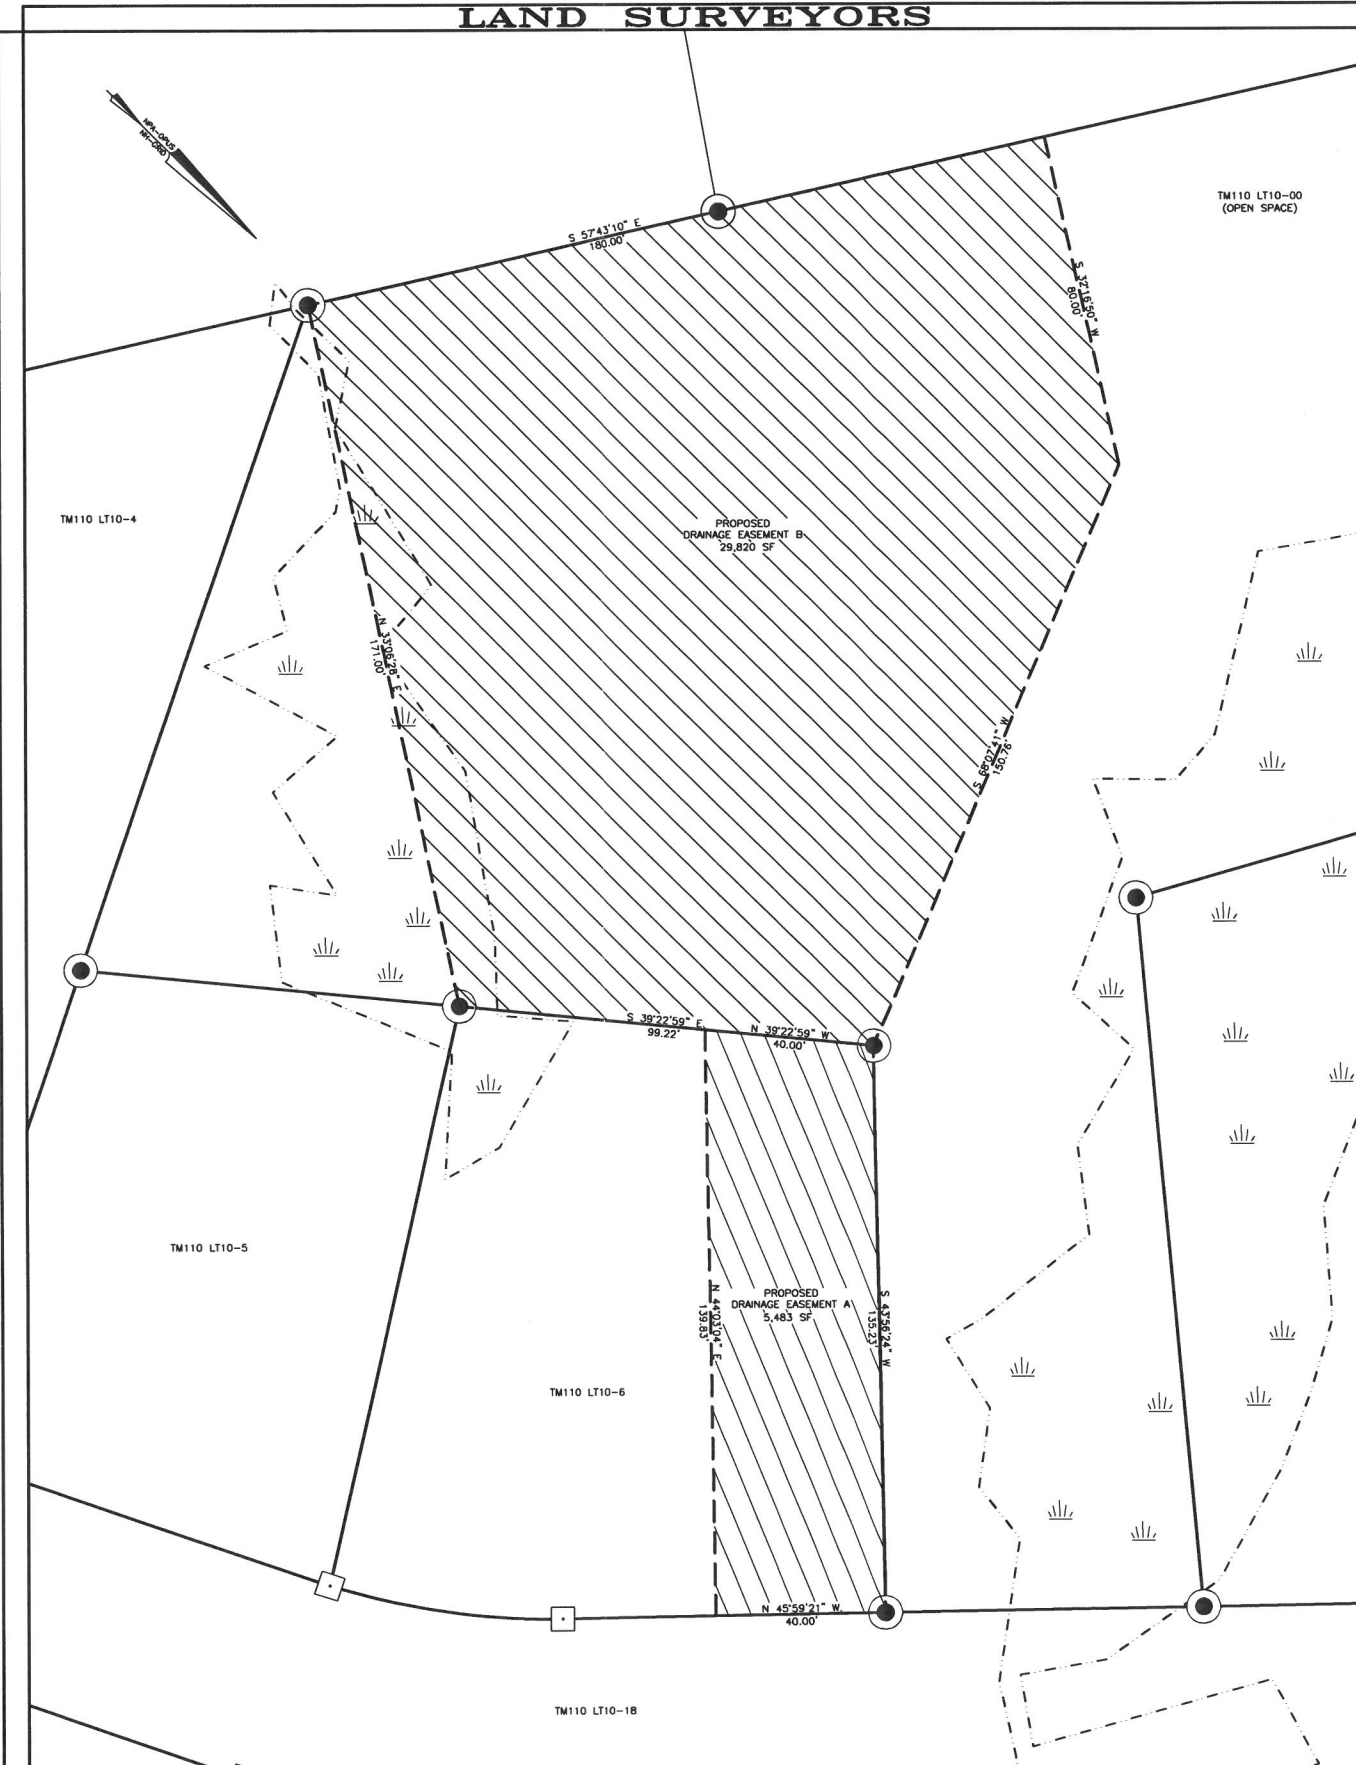 LAND SURVEYORS
NPA-OPUS
NH-GRID
TM110 LT10-00
(OPEN SPACE)
S 57°43'10" E
180.00'
S 32°16'50" W
80.00'
TM110 LT10-4
PROPOSED
DRAINAGE EASEMENT B
29,820 SF
N 33°06'28" E
171.00'
S 68°07'41" W
150.76'
S 39°22'59" E
99.22'
N 39°22'59" W
40.00'
TM110 LT10-5
PROPOSED
DRAINAGE EASEMENT A
5,483 SF
N 44°03'04" E
139.83'
S 43°56'24" W
135.23'
TM110 LT10-6
N 45°59'21" W
40.00'
TM110 LT10-18